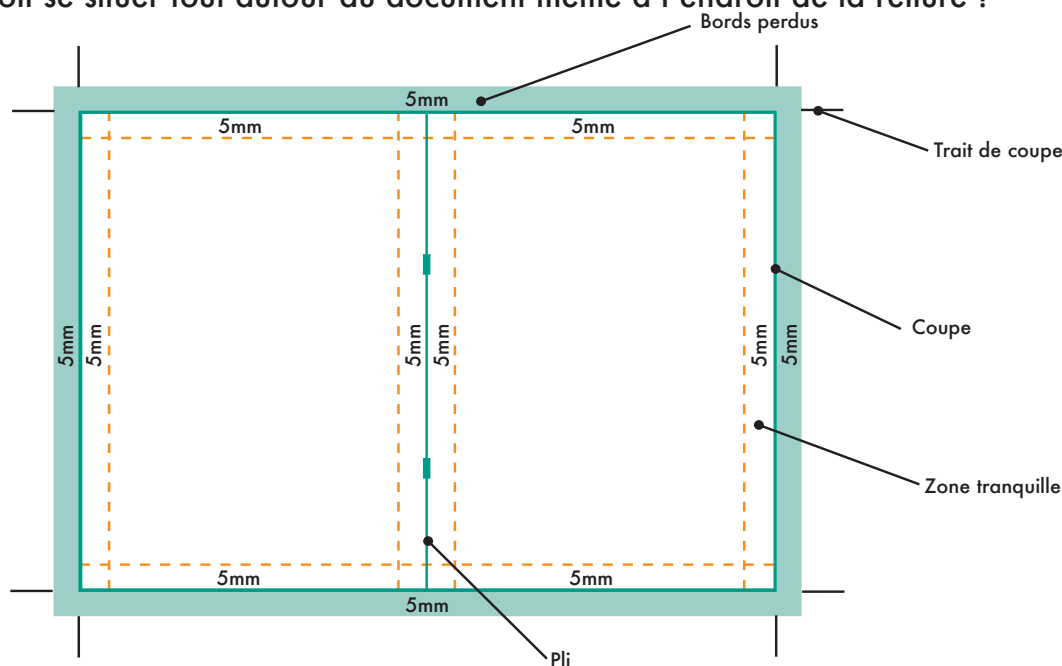 se situer tout autour du document même à l'endroit de la reliure !
Bords perdus
5mm
5mm
5mm
Trait de coupe
5mm
5mm
5mm
5mm
5mm
5mm
Coupe
Zone tranquille
5mm
5mm
5mm
Pli